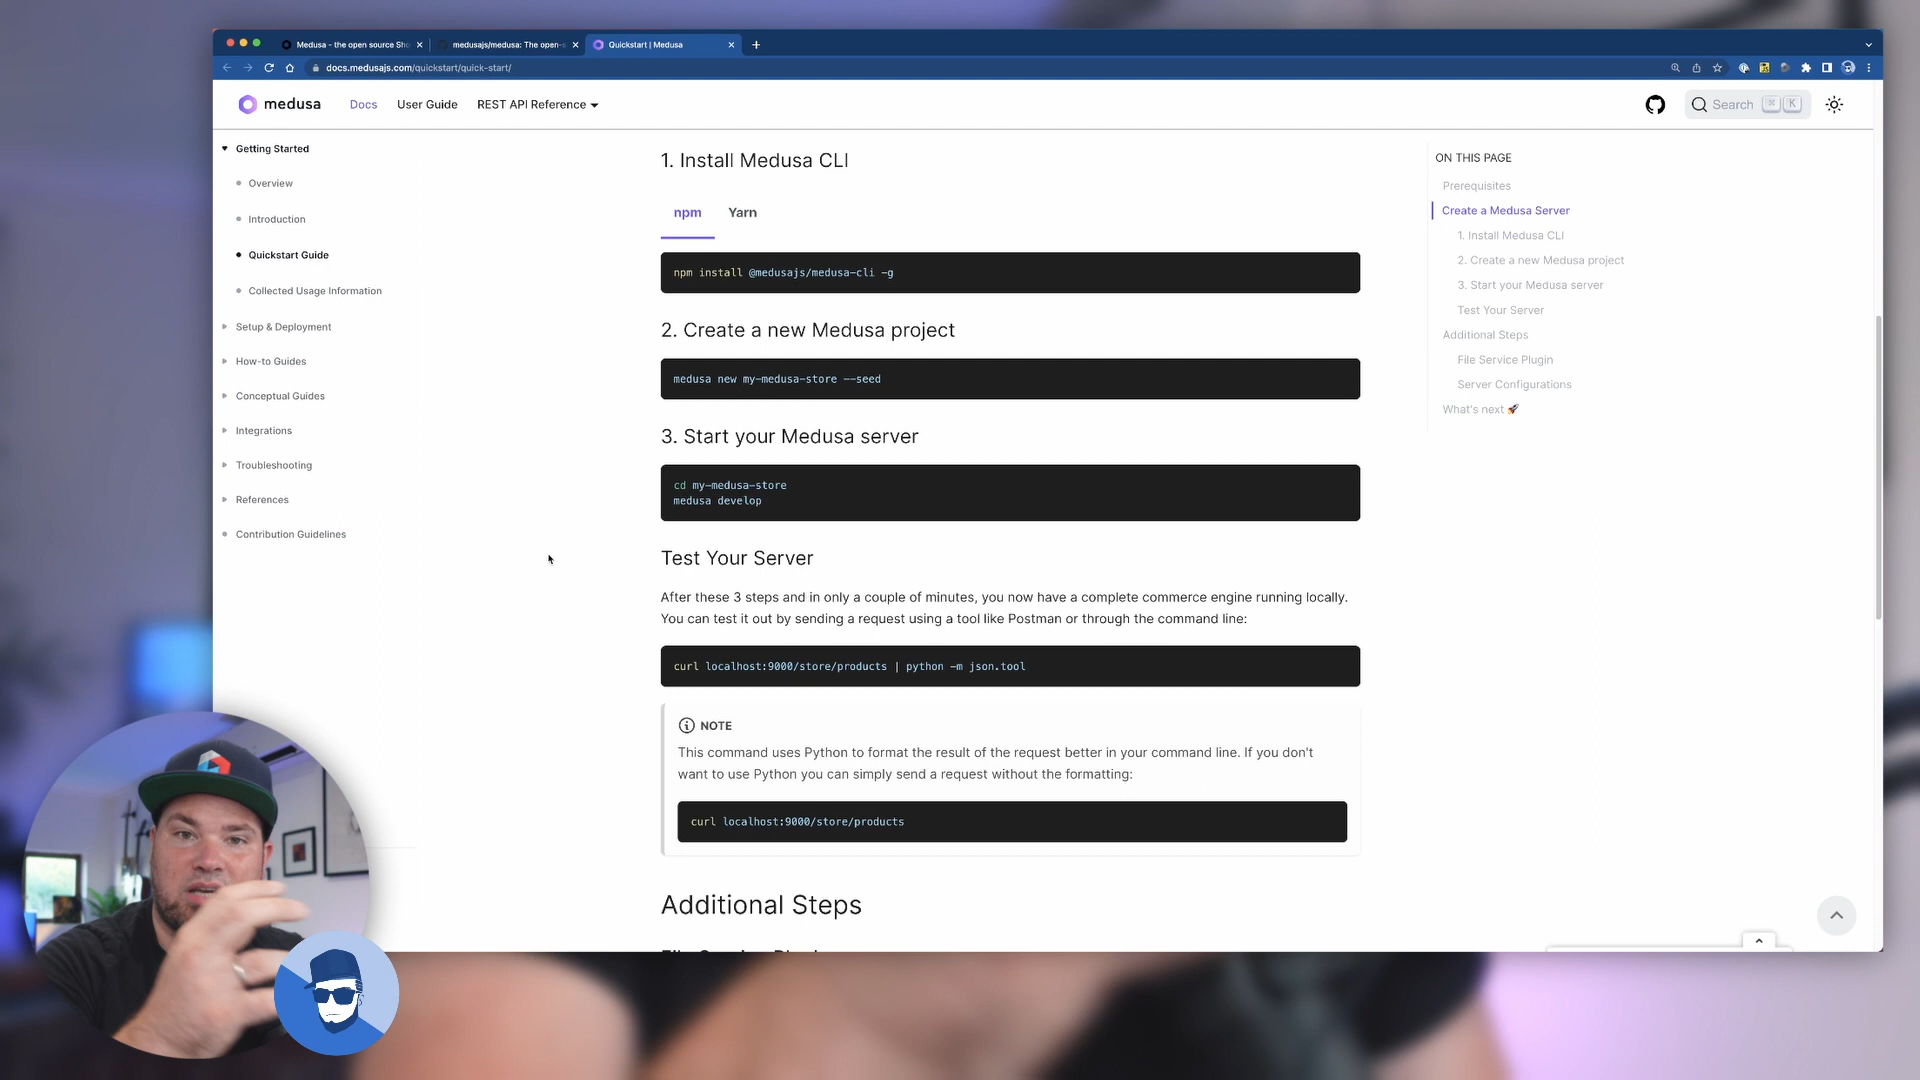 Medusa - the open source Sh
medusajs/medusa: The open-s
Quickstart | Medusa
docs.medusajs.com/quickstart/quick-start/
medusa
Docs
User Guide
REST API Reference
Search
K
Getting Started
Overview
Introduction
Quickstart Guide
Collected Usage Information
Setup & Deployment
How-to Guides
Conceptual Guides
Integrations
Troubleshooting
References
Contribution Guidelines
1. Install Medusa CLI
npm
Yarn
npm install @medusajs/medusa-cli -g
2. Create a new Medusa project
medusa new my-medusa-store --seed
3. Start your Medusa server
cd my-medusa-store
medusa develop
Test Your Server
After these 3 steps and in only a couple of minutes, you now have a complete commerce engine running locally.
You can test it out by sending a request using a tool like Postman or through the command line:
curl localhost:9000/store/products | python -m json.tool
NOTE
This command uses Python to format the result of the request better in your command line. If you don't
want to use Python you can simply send a request without the formatting:
curl localhost:9000/store/products
Additional Steps
ON THIS PAGE
Prerequisites
Create a Medusa Server
1. Install Medusa CLI
2. Create a new Medusa project
3. Start your Medusa server
Test Your Server
Additional Steps
File Service Plugin
Server Configurations
What's next 🚀